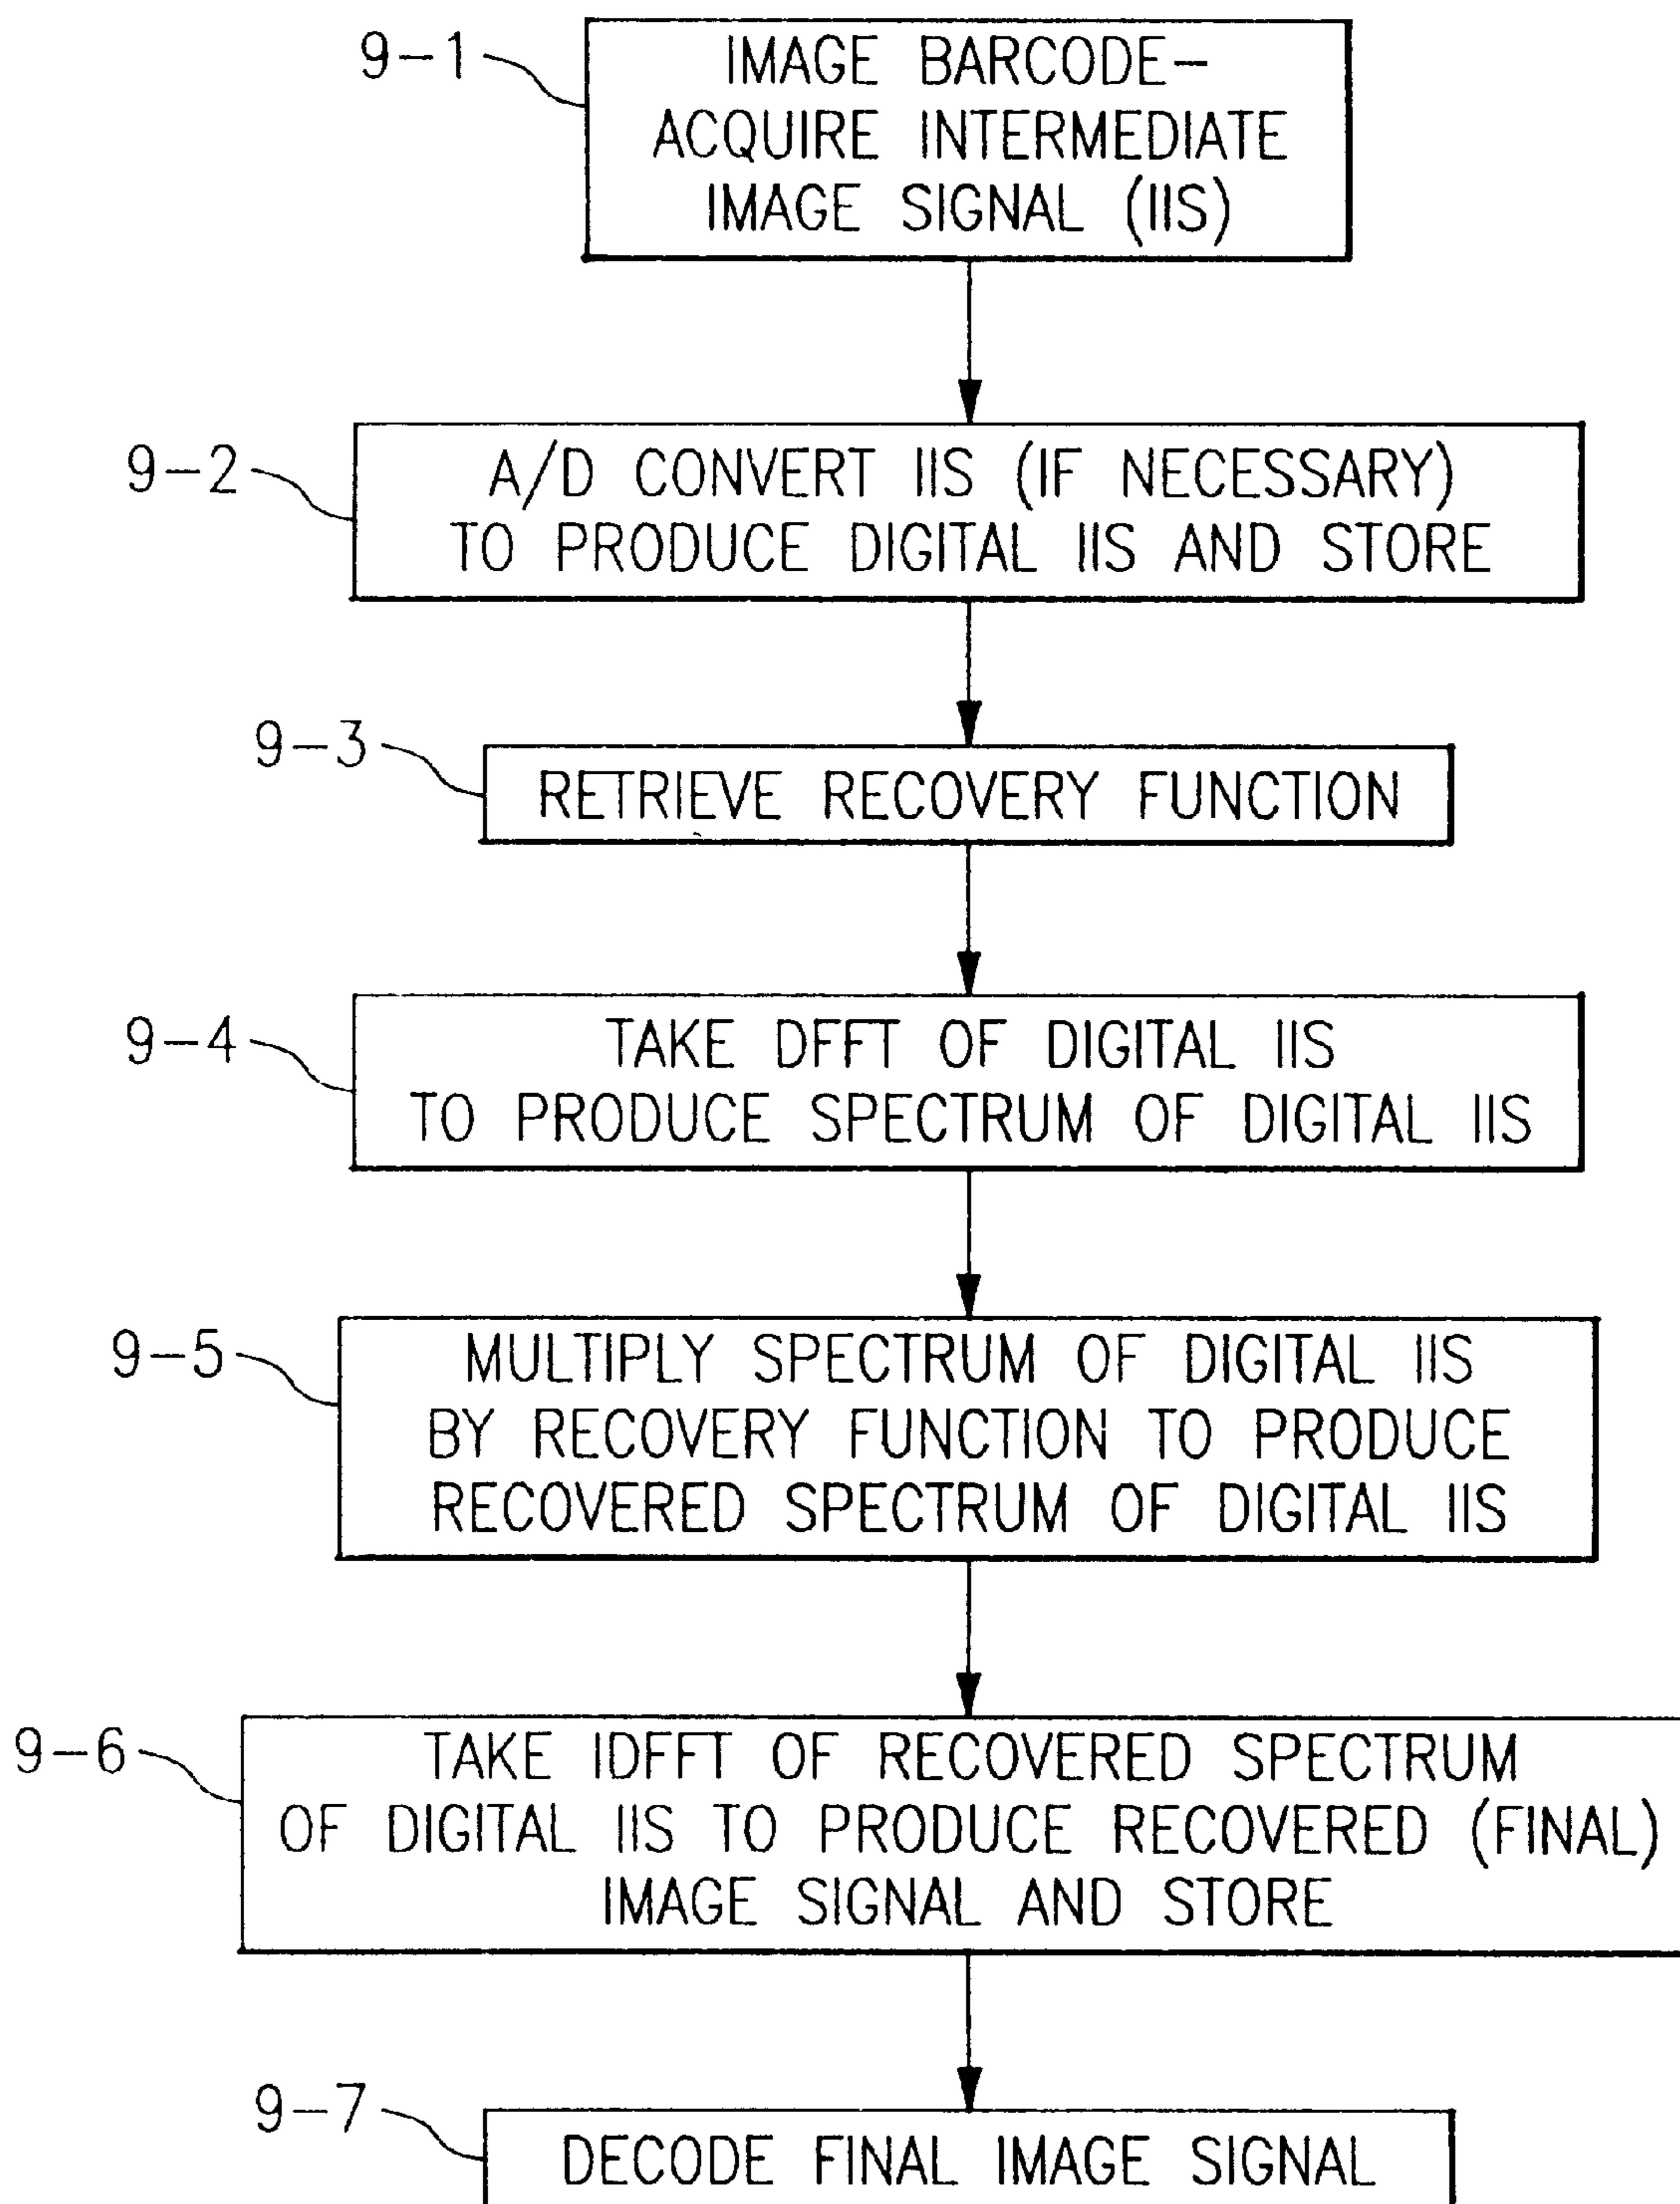 9-1
IMAGE BARCODE-
ACQUIRE INTERMEDIATE
IMAGE SIGNAL (IIS)
9-2
A/D CONVERT IIS (IF NECESSARY)
TO PRODUCE DIGITAL IIS AND STORE
9-3
RETRIEVE RECOVERY FUNCTION
9-4
TAKE DFFT OF DIGITAL IIS
TO PRODUCE SPECTRUM OF DIGITAL IIS
9-5
MULTIPLY SPECTRUM OF DIGITAL IIS
BY RECOVERY FUNCTION TO PRODUCE
RECOVERED SPECTRUM OF DIGITAL IIS
9-6
TAKE IDFFT OF RECOVERED SPECTRUM
OF DIGITAL IIS TO PRODUCE RECOVERED (FINAL)
IMAGE SIGNAL AND STORE
9-7
DECODE FINAL IMAGE SIGNAL